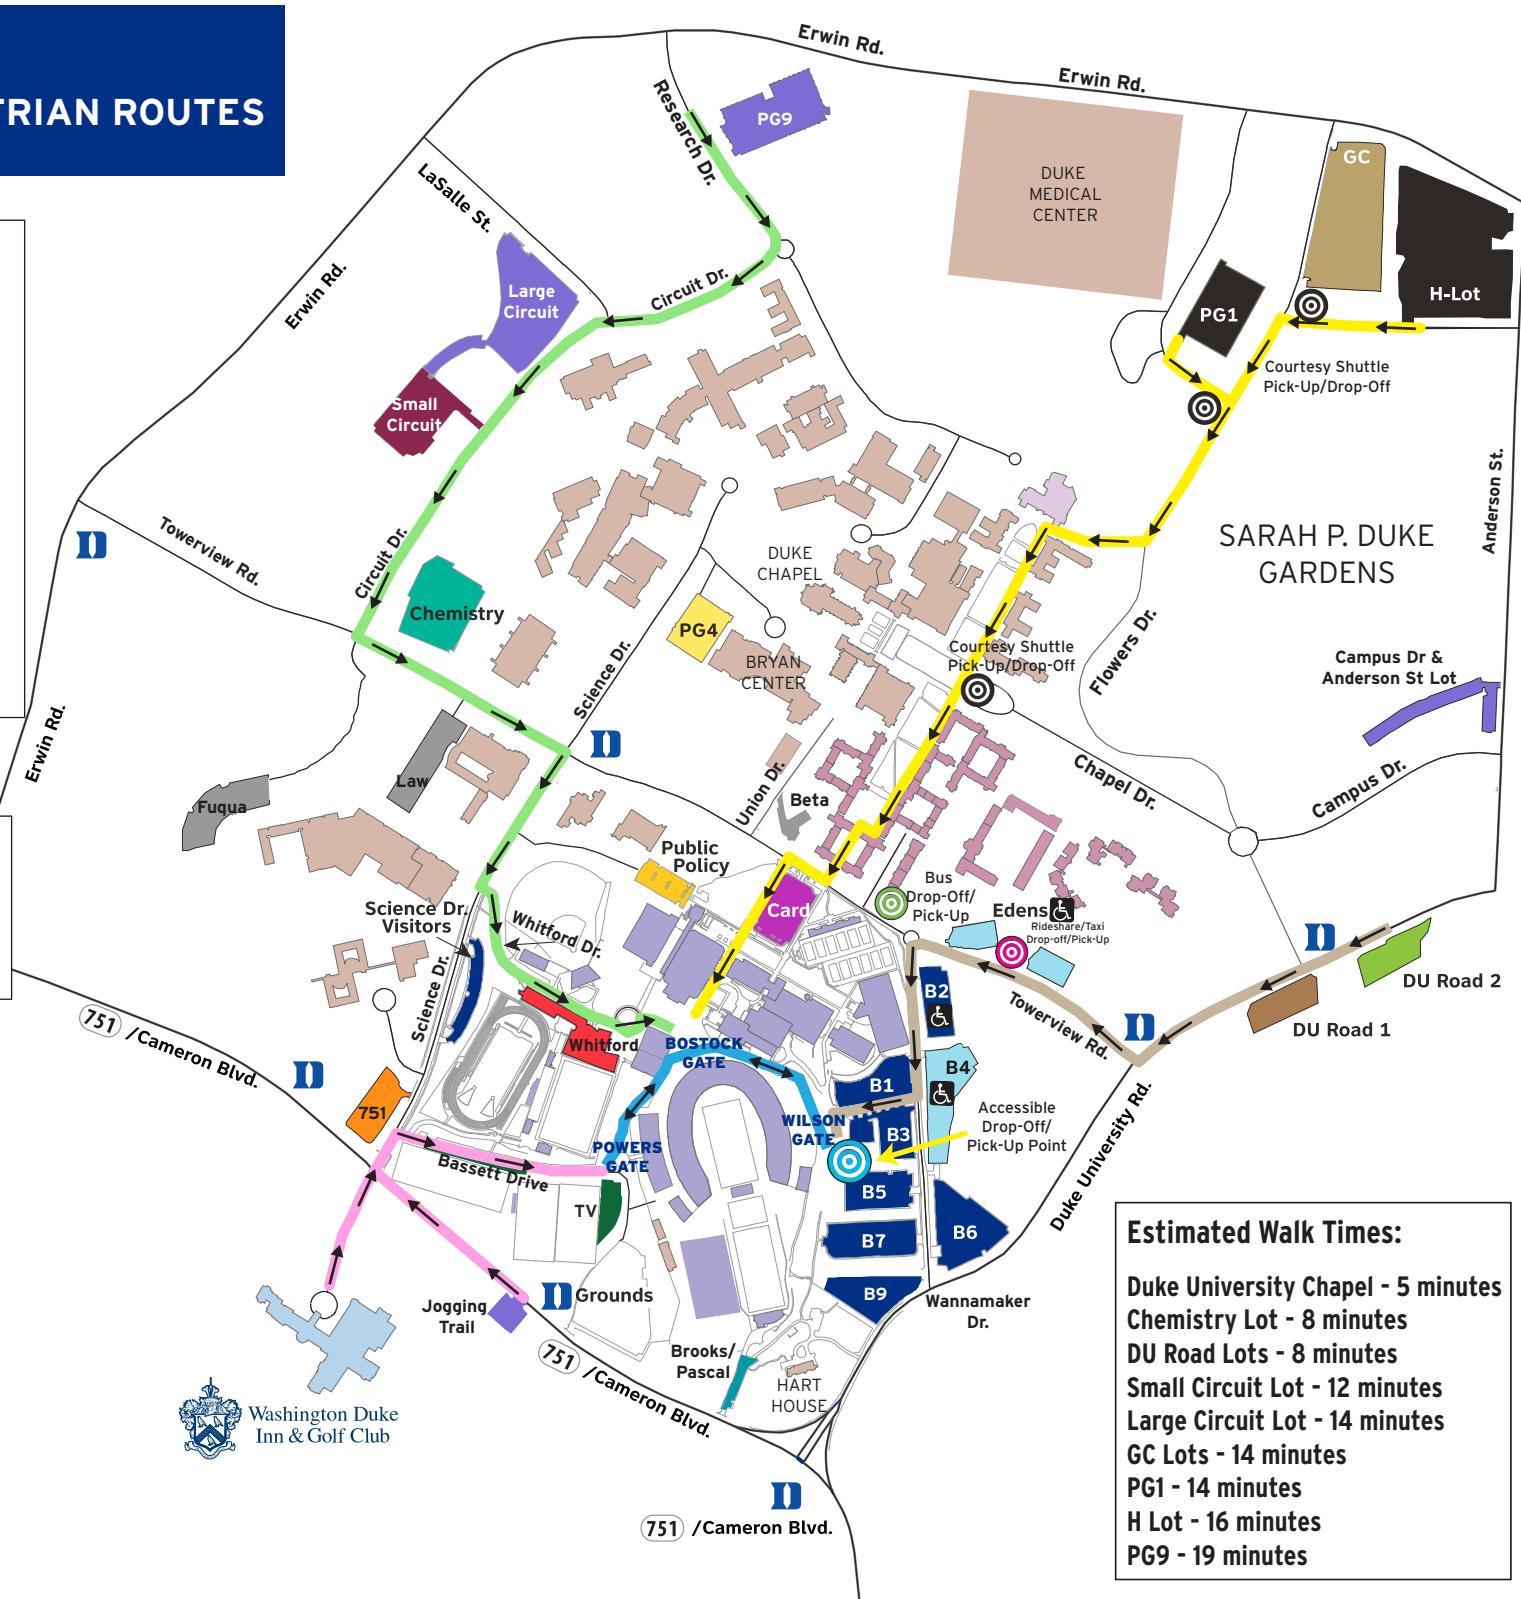 TRIAN ROUTES
Erwin Rd.
Erwin Rd.
Research Dr.
PG9
DUKE
MEDICAL
CENTER
GC
H-Lot
PG1
LaSalle St.
Erwin Rd.
Large
Circuit
Circuit Dr.
Small
Circuit
Courtesy Shuttle
Pick-Up/Drop-Off
Anderson St.
SARAH P. DUKE
GARDENS
Towerview Rd.
Circuit Dr.
Chemistry
DUKE
CHAPEL
PG4
BRYAN
CENTER
Science Dr.
Courtesy Shuttle
Pick-Up/Drop-Off
Flowers Dr.
Campus Dr &
Anderson St Lot
Erwin Rd.
Law
Fuqua
Union Dr.
Beta
Chapel Dr.
Campus Dr.
Public
Policy
Card
Bus
Drop-Off/
Pick-Up
Edens
Rideshare/Taxi
Drop-off/Pick-Up
Science Dr.
Visitors
Whitford Dr.
Science Dr.
B2
Towerview Rd.
DU Road 2
DU Road 1
751 /Cameron Blvd.
Whitford
BOSTOCK
GATE
B1
B4
751
WILSON
GATE
B3
Accessible
Drop-Off/
Pick-Up Point
POWERS
GATE
Bassett Drive
TV
B5
B6
B7
B9
Duke University Rd.
Wannamaker
Dr.
Jogging
Trail
Grounds
751 /Cameron Blvd.
Brooks/
Pascal
HART
HOUSE
Washington Duke
Inn & Golf Club
751 /Cameron Blvd.
Estimated Walk Times:
Duke University Chapel - 5 minutes
Chemistry Lot - 8 minutes
DU Road Lots - 8 minutes
Small Circuit Lot - 12 minutes
Large Circuit Lot - 14 minutes
GC Lots - 14 minutes
PG1 - 14 minutes
H Lot - 16 minutes
PG9 - 19 minutes